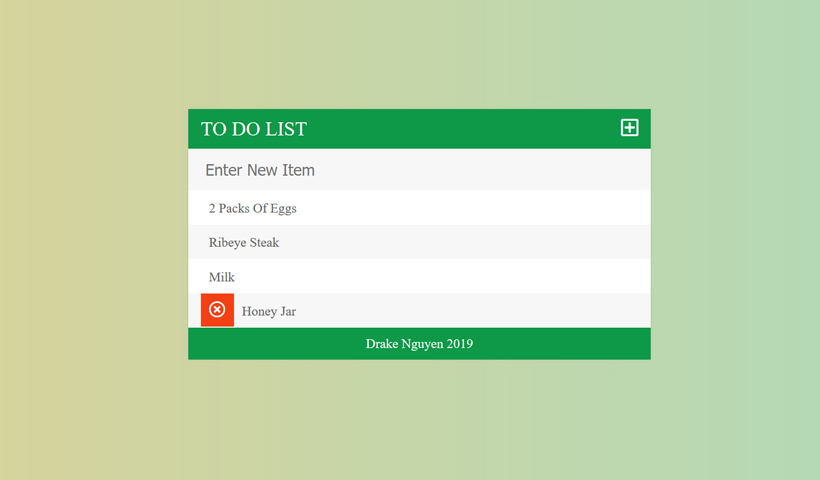 TO DO LIST
Enter New Item
2 Packs Of Eggs
Ribeye Steak
Milk
Honey Jar
Drake Nguyen 2019